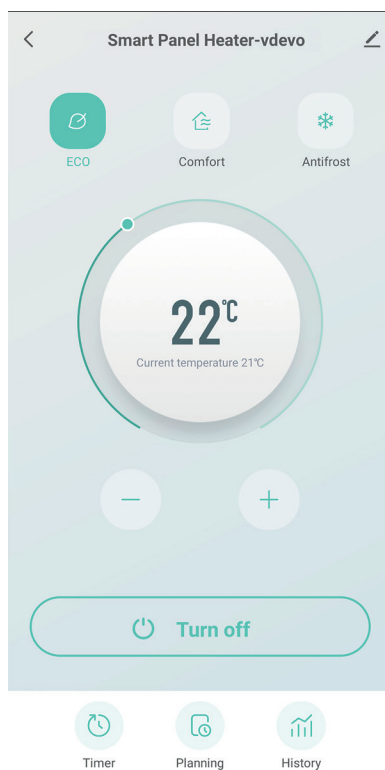 Smart Panel Heater-vdevo
ECO Comfort Antifrost
22℃
Current temperature 21℃
Turn off
Timer Planning History